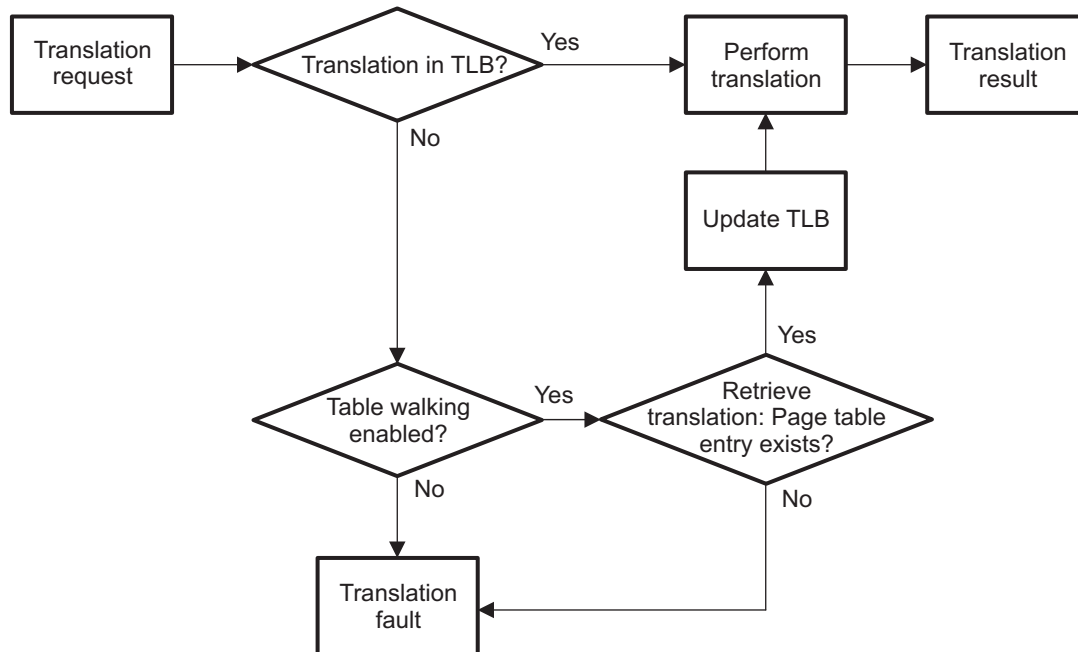 Translation
request
Translation in TLB?
Yes
Perform
translation
Translation
result
No
Update TLB
Yes
Table walking
enabled?
Yes
Retrieve
translation: Page table
entry exists?
No
No
Translation
fault